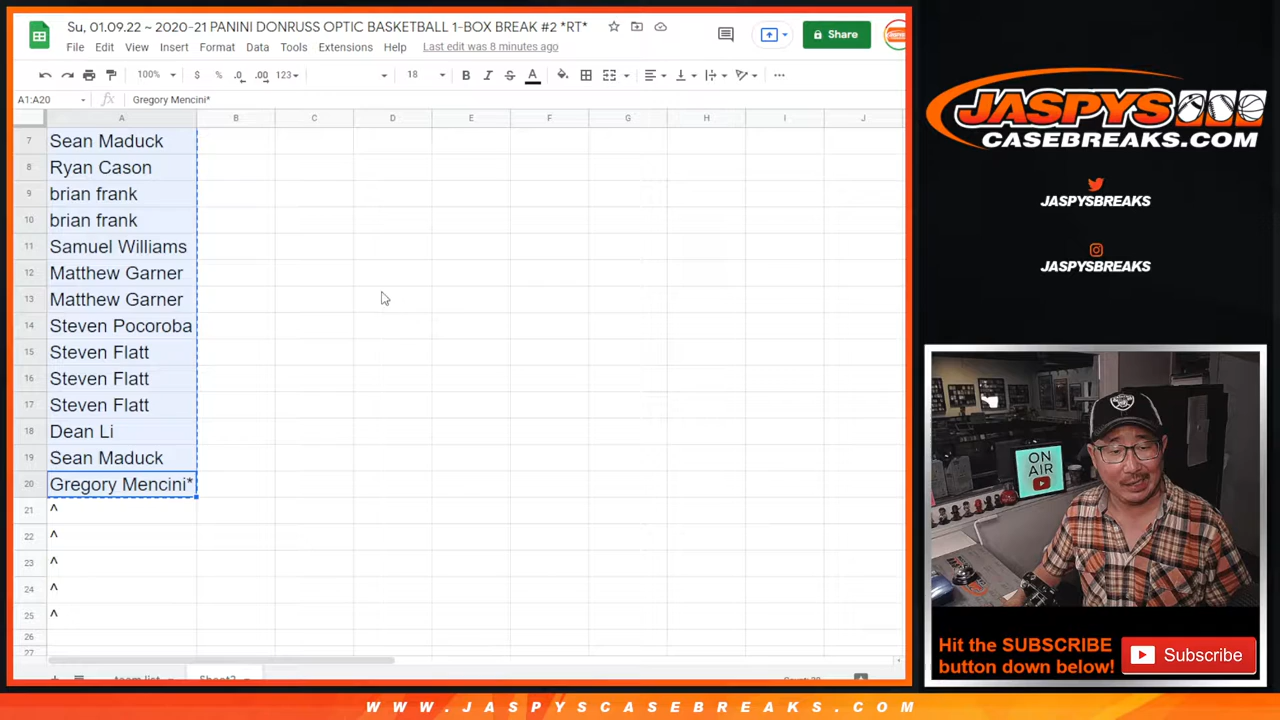 Su, 01.09.22 ~ 2020-21 PANINI DONRUSS OPTIC BASKETBALL 1-BOX BREAK #2 *RT*
File Edit View Insert Format Data Tools Extensions Help Last edit was 8 minutes ago
Share
100% $ % .0 .00 123 18 B I S A
A1:A20 fx Gregory Mencini*
A B C D E F G H I J
7 Sean Maduck
8 Ryan Cason
9 brian frank
10 brian frank
11 Samuel Williams
12 Matthew Garner
13 Matthew Garner
14 Steven Pocoroba
15 Steven Flatt
16 Steven Flatt
17 Steven Flatt
18 Dean Li
19 Sean Maduck
20 Gregory Mencini*
21 ^
22 ^
23 ^
24 ^
25 ^
26
27
team list Sheet2
JASPYS
CASEBREAKS.COM
JASPYSBREAKS
JASPYSBREAKS
ON
AIR
Hit the SUBSCRIBE
button down below!
Subscribe
WWW.JASPYSCASEBREAKS.COM